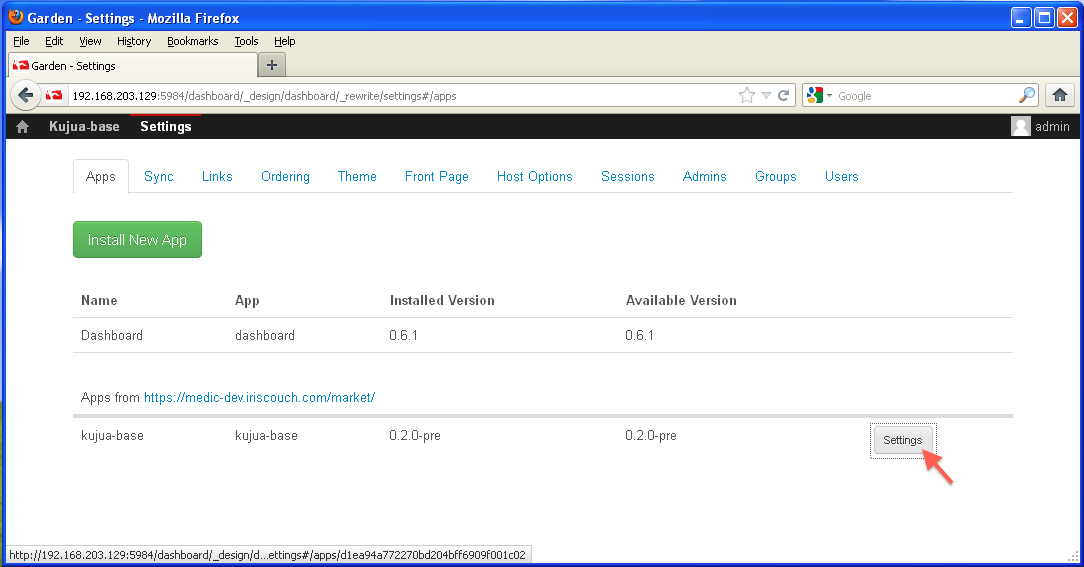 Garden - Settings - Mozilla Firefox
File Edit View History Bookmarks Tools Help
Garden - Settings
192.168.203.129:5984/dashboard/_design/dashboard/_rewrite/settings#/apps Google
Kujua-base Settings admin
Apps Sync Links Ordering Theme Front Page Host Options Sessions Admins Groups Users
Install New App
Name App Installed Version Available Version
Dashboard dashboard 0.6.1 0.6.1
Apps from https://medic-dev.iriscouch.com/market/
kujua-base kujua-base 0.2.0-pre 0.2.0-pre Settings
http://192.168.203.129:5984/dashboard/_design/d...ettings#/apps/d1ea94a772270bd204bff6909f001c02